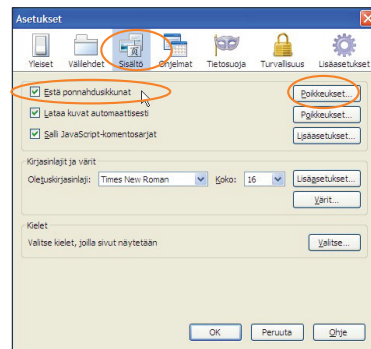 Asetukset
Yleiset Välilehdet Sisältö Ohjelmat Tietosuoja Turvallisuus Lisäasetukset
Estä ponnahdusikkunat Poikkeukset...
Lataa kuvat automaattisesti Poikkeukset...
Salli JavaScript-komentosarjat Lisäasetukset...
Kirjasinlajit ja värit
Oletuskirjasinlaji: Times New Roman Koko: 16 Lisäasetukset...
Värit...
Kielet
Valitse kielet, joilla sivut näytetään Valitse...
OK Peruuta Ohje